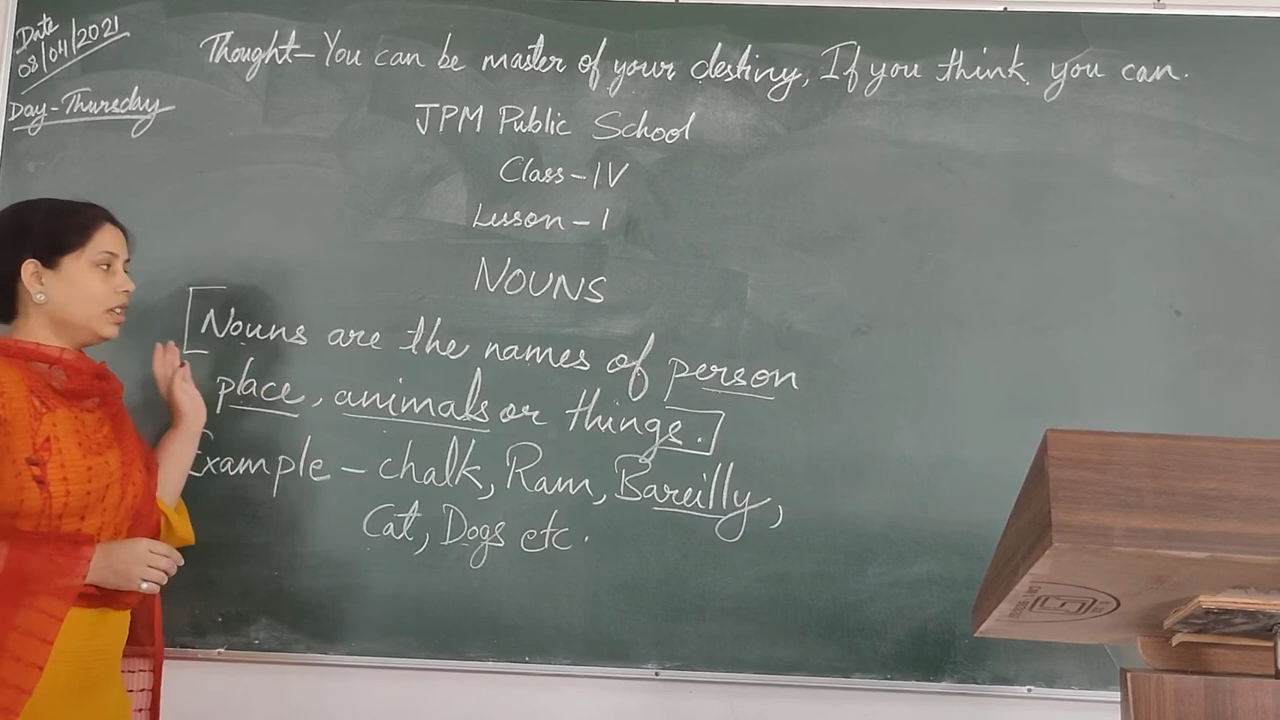 Date
08/04/2021
Day-Thursday
Thought-You can be master of your destiny, If you think you can.
JPM Public School
Class-IV
Lesson-1
NOUNS
[Nouns are the names of person
place, animals or things.]
Example - chalk, Ram, Bareilly,
Cat, Dogs etc.